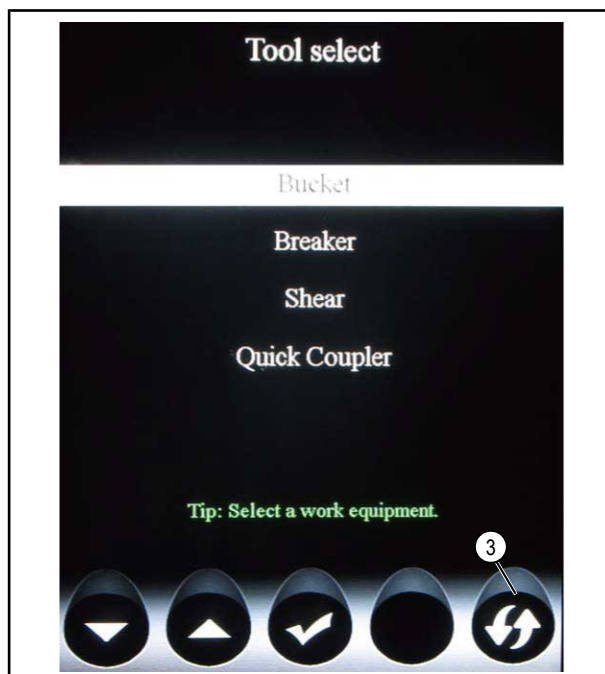 Tool select
Bucket
Breaker
Shear
Quick Coupler
Tip: Select a work equipment.
3